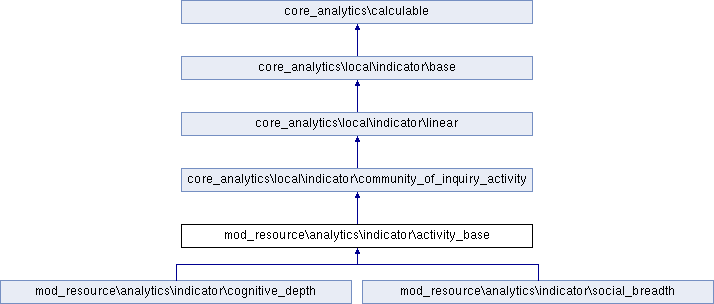 core_analytics\calculable
core_analytics\local\indicator\base
core_analytics\local\indicator\linear
core_analytics\local\indicator\community_of_inquiry_activity
mod_resource\analytics\indicator\activity_base
mod_resource\analytics\indicator\cognitive_depth
mod_resource\analytics\indicator\social_breadth